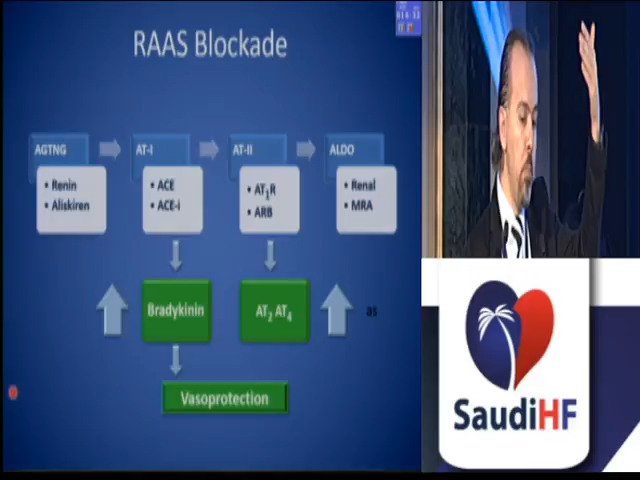 RAAS Blockade
AGTNG
• Renin
• Aliskiren
AT-I
• ACE
• ACE-i
AT-II
• AT₁R
• ARB
ALDO
• Renal
• MRA
Bradykinin
AT₂ AT₄
as
Vasoprotection
SaudiHF